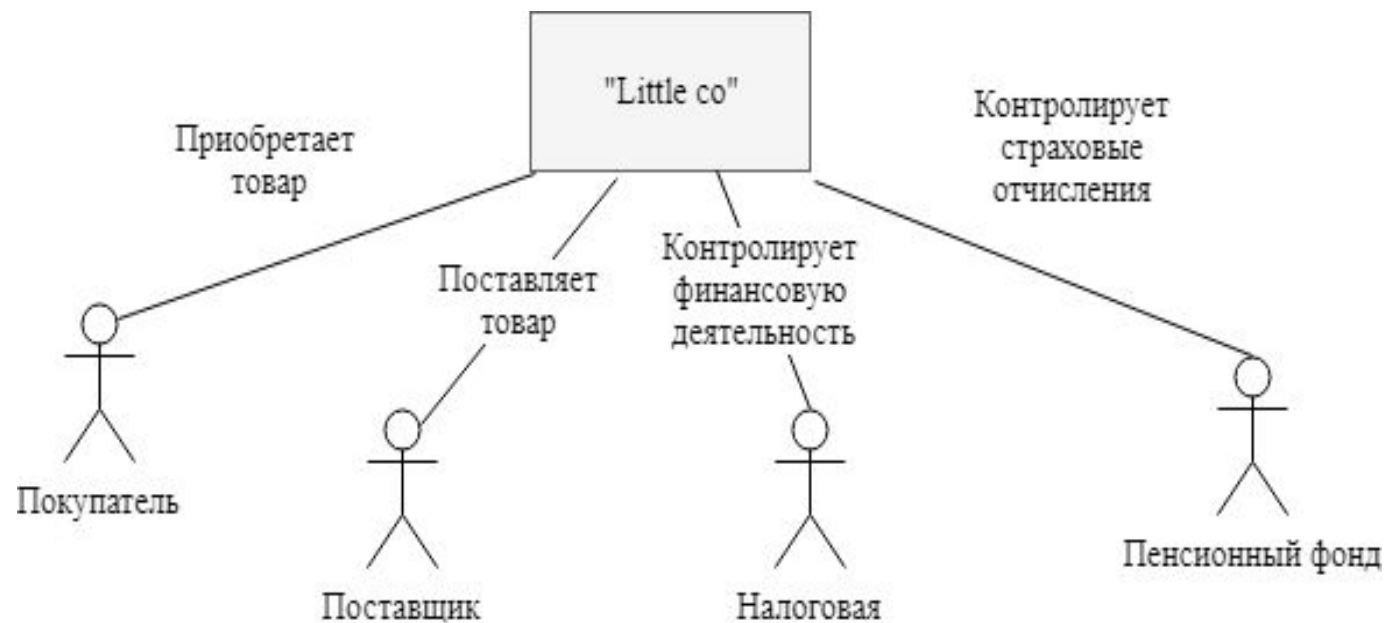 "Little co"
Приобретает
товар
Контролирует
страховые
отчисления
Поставляет
товар
Контролирует
финансовую
деятельность
Покупатель
Поставщик
Налоговая
Пенсионный фонд